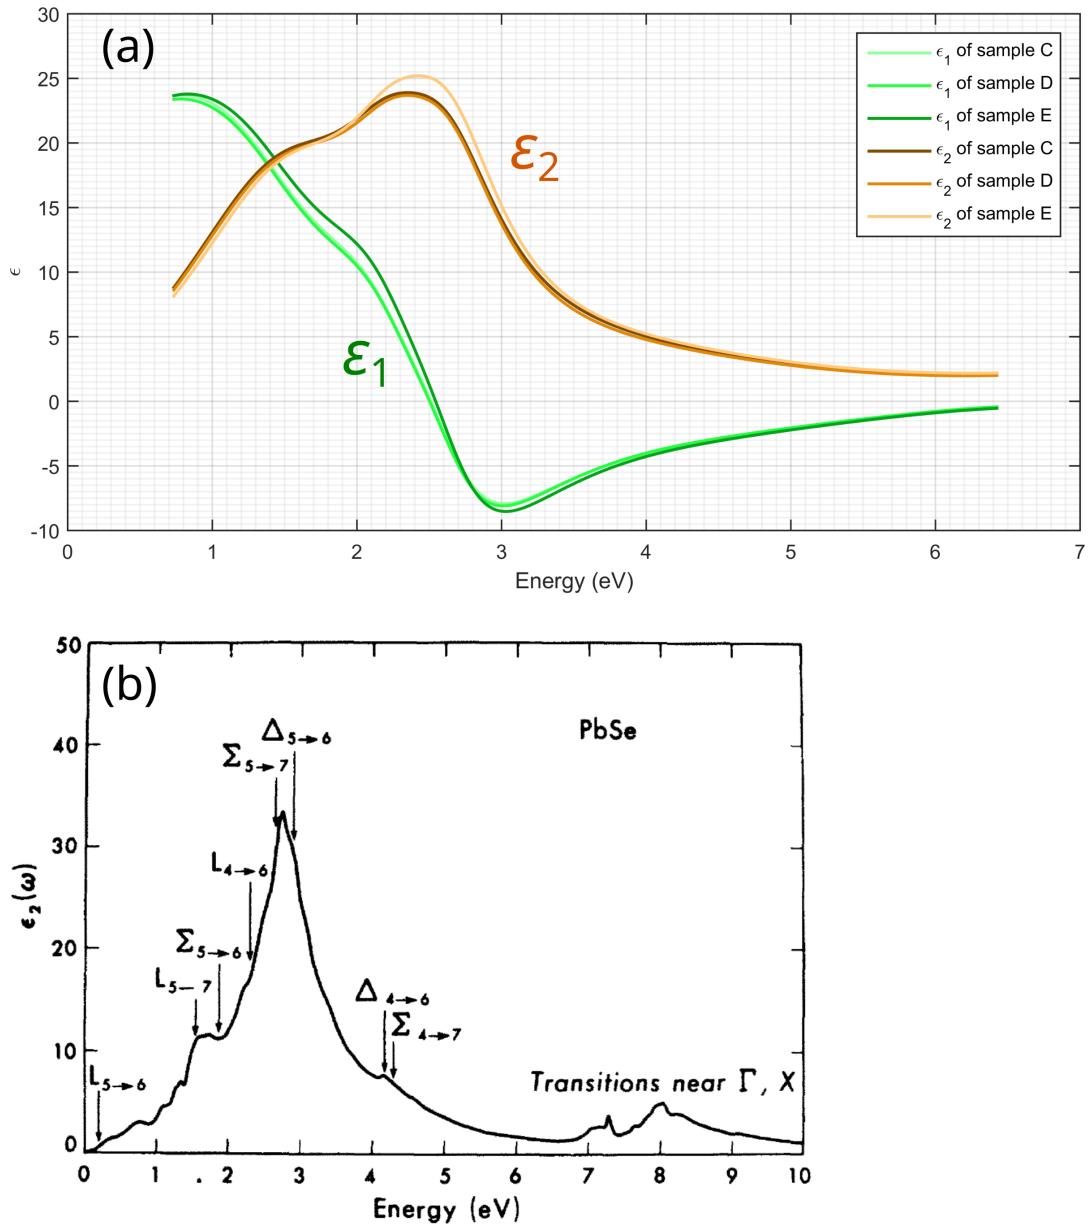 (a)
30
25
20
15
10
5
0
-5
-10
ϵ
0 1 2 3 4 5 6 7
Energy (eV)
ϵ1 of sample C
ϵ1 of sample D
ϵ1 of sample E
ϵ2 of sample C
ϵ2 of sample D
ϵ2 of sample E
ε2
ε1
(b)
50
40
30
20
10
0
ϵ2(ω)
PbSe
Δ5→6
Σ5→7
L4→6
Σ5→6
L5—7
Δ4→6
Σ4→7
L5→6
Transitions near Γ, X
0 1 . 2 3 4 5 6 7 8 9 10
Energy (eV)